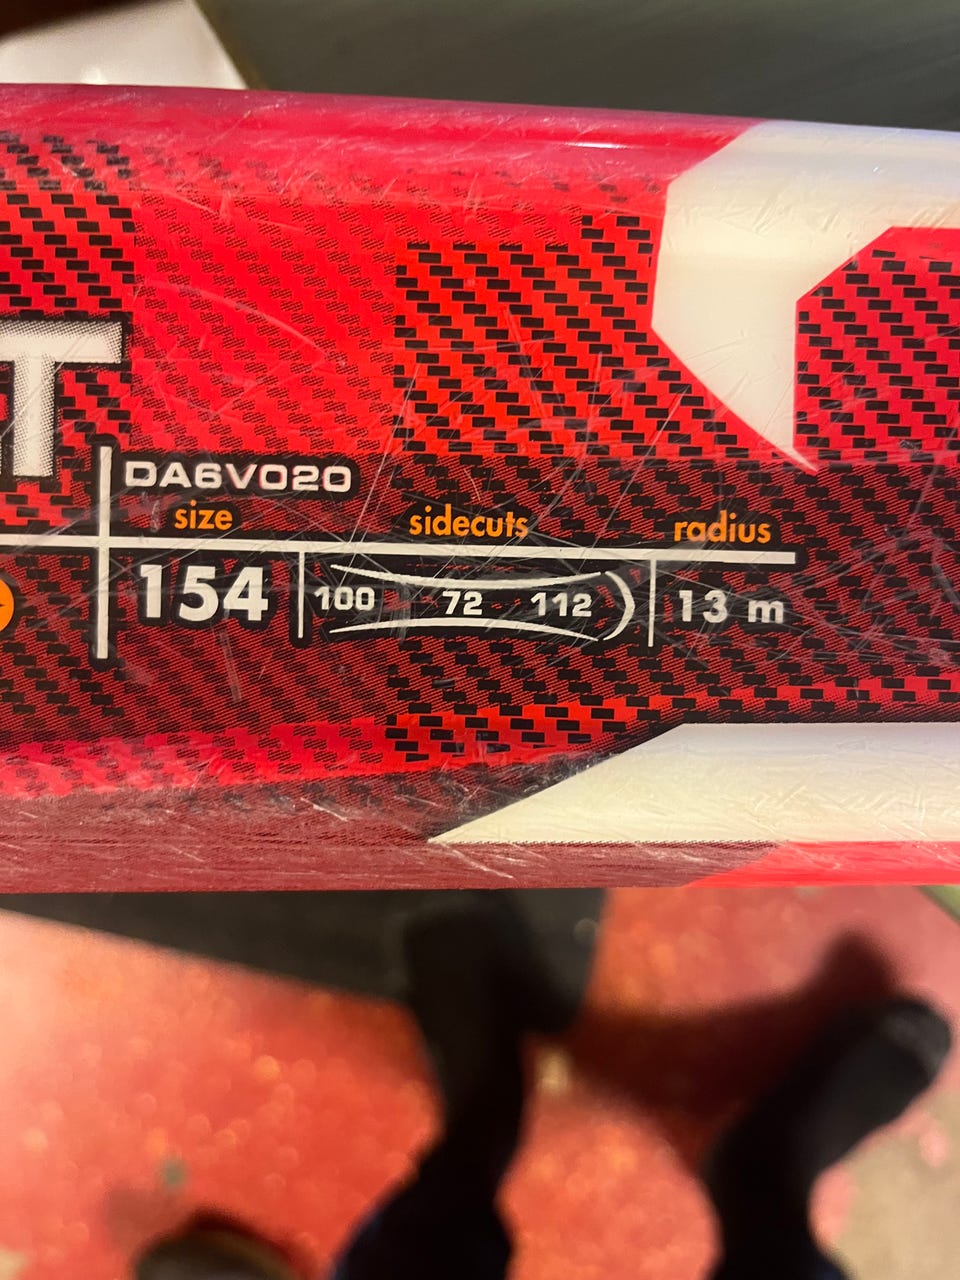 T
DA6V020
size sidecuts radius
154 100 72 112 13 m